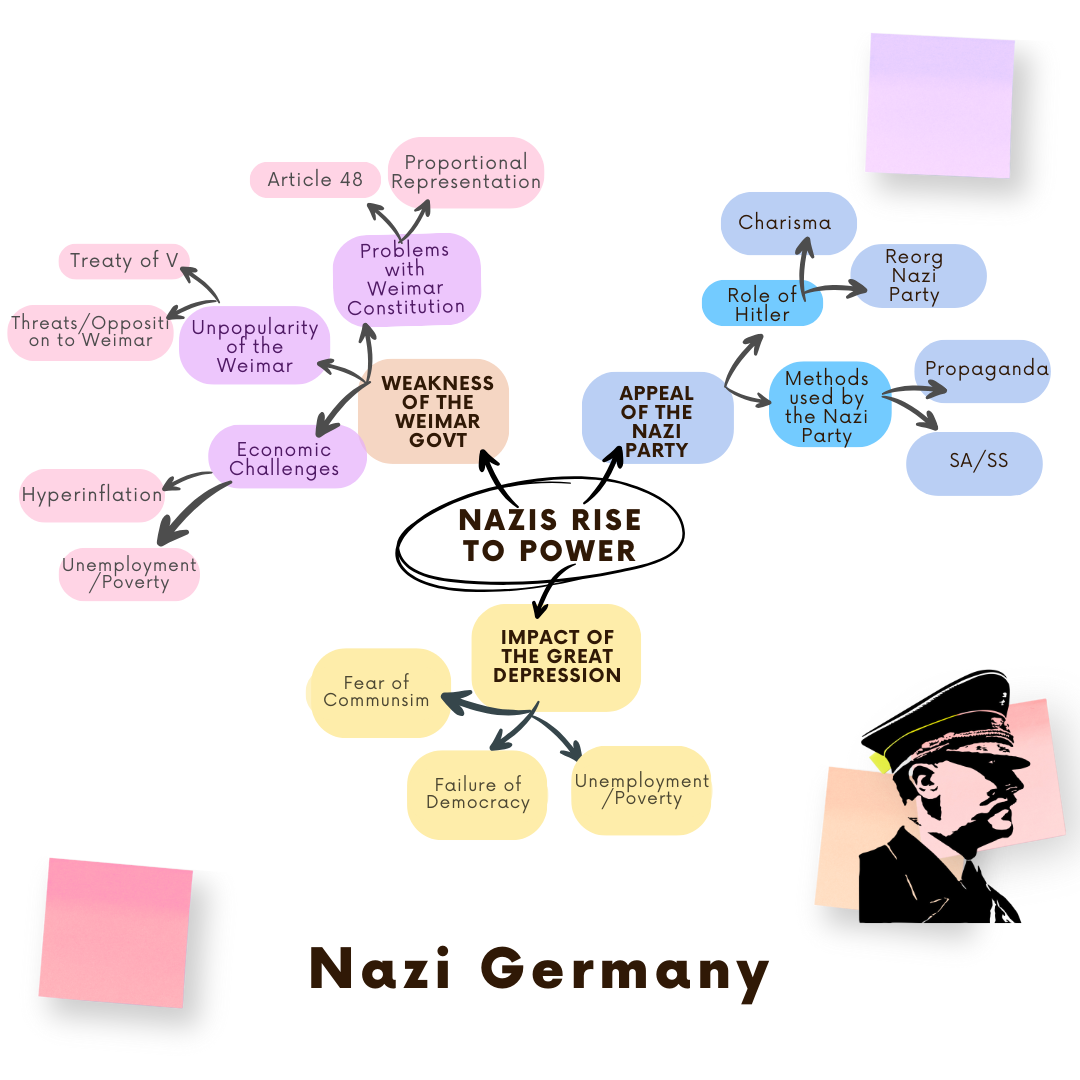 Proportional
Representation
Article 48
Problems
with
Weimar
Constitution
Treaty of V
Threats/Oppositi
on to Weimar
Unpopularity
of the
Weimar
WEAKNESS
OF THE
WEIMAR
GOVT
Economic
Challenges
Hyperinflation
Unemployment
/Poverty
Charisma
Reorg
Nazi
Party
Role of
Hitler
APPEAL
OF THE
NAZI
PARTY
Methods
used by
the Nazi
Party
Propaganda
SA/SS
NAZIS RISE
TO POWER
IMPACT OF
THE GREAT
DEPRESSION
Fear of
Communsim
Failure of
Democracy
Unemployment
/Poverty
Nazi Germany